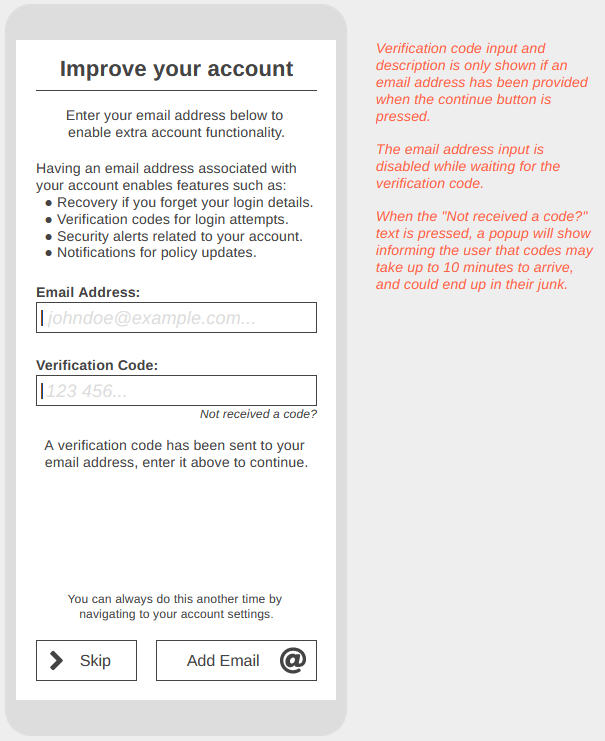 Improve your account
Enter your email address below to
enable extra account functionality.
Having an email address associated with
your account enables features such as:
● Recovery if you forget your login details.
● Verification codes for login attempts.
● Security alerts related to your account.
● Notifications for policy updates.
Email Address:
johndoe@example.com...
Verification Code:
123 456...
Not received a code?
A verification code has been sent to your
email address, enter it above to continue.
You can always do this another time by
navigating to your account settings.
Skip
Add Email @
Verification code input and
description is only shown if an
email address has been provided
when the continue button is
pressed.
The email address input is
disabled while waiting for the
verification code.
When the "Not received a code?"
text is pressed, a popup will show
informing the user that codes may
take up to 10 minutes to arrive,
and could end up in their junk.